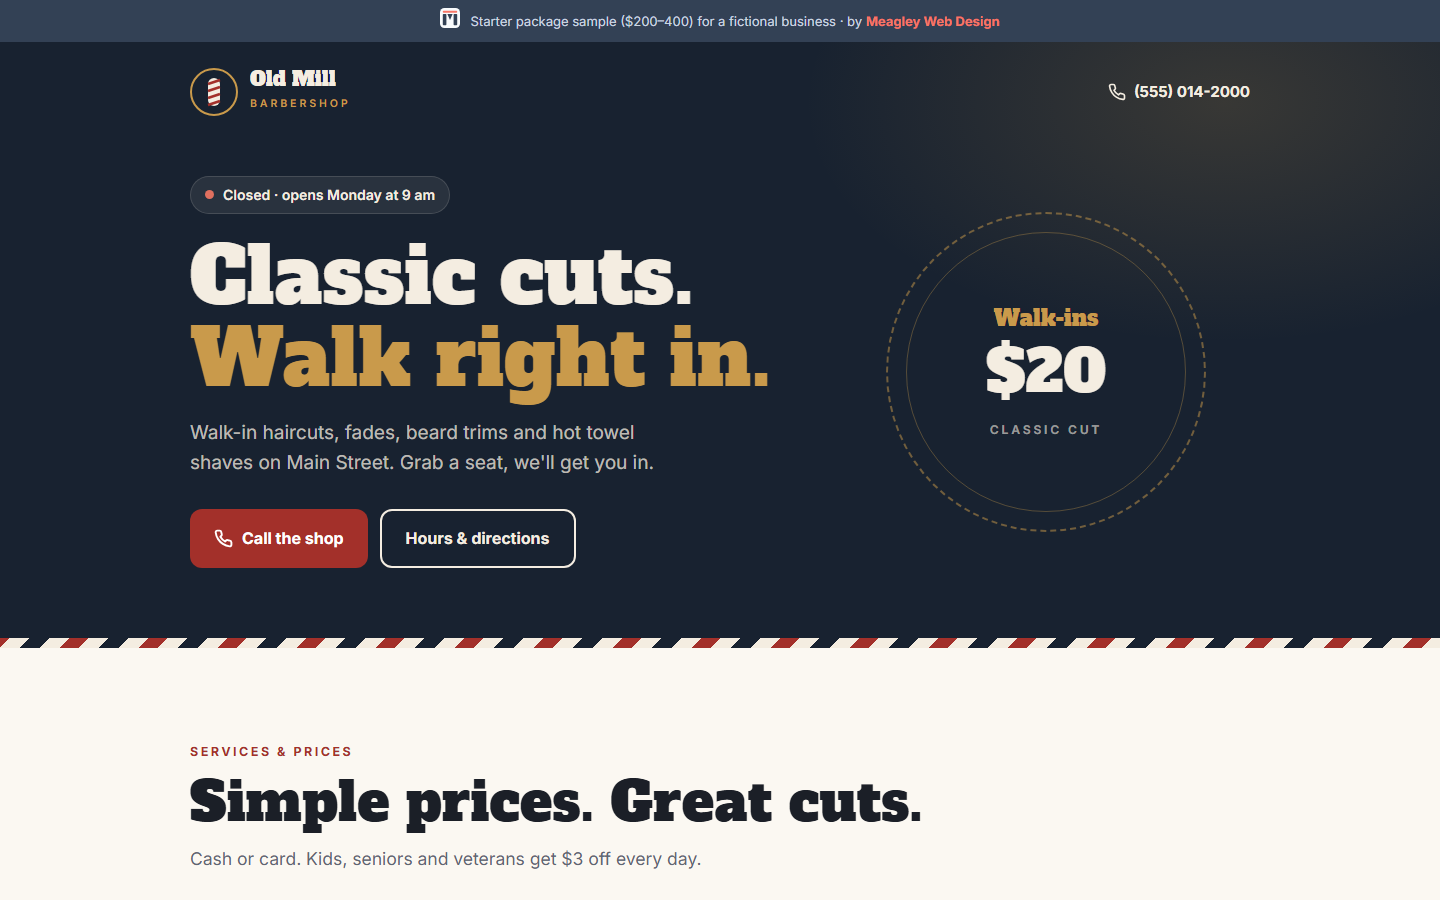 Starter package sample ($200–400) for a fictional business · by Meagley Web Design
Old Mill
BARBERSHOP
(555) 014-2000
Closed · opens Monday at 9 am
Classic cuts.
Walk right in.
Walk-in haircuts, fades, beard trims and hot towel
shaves on Main Street. Grab a seat, we'll get you in.
Call the shop
Hours & directions
Walk-ins
$20
CLASSIC CUT
SERVICES & PRICES
Simple prices. Great cuts.
Cash or card. Kids, seniors and veterans get $3 off every day.